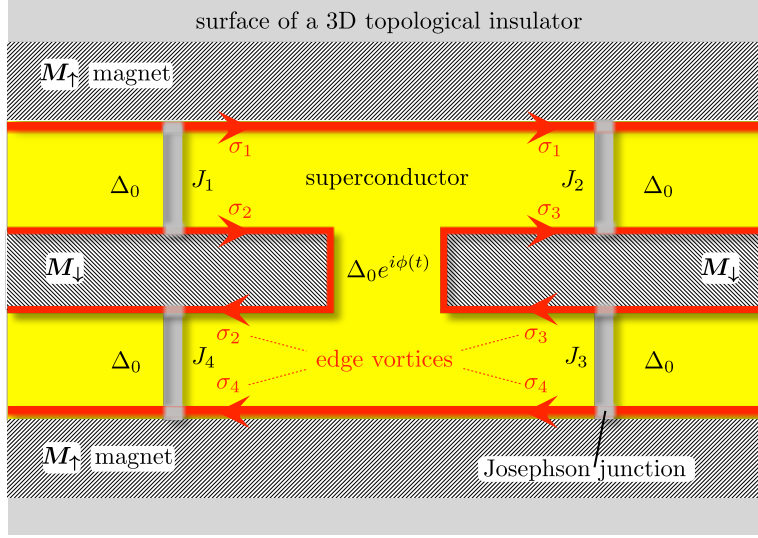 surface of a 3D topological insulator
M↑ magnet
σ₁ σ₁
Δ₀ J₁ superconductor J₂ Δ₀
σ₂ σ₃
M↓ Δ₀e^{iϕ(t)} M↓
σ₂ σ₃
Δ₀ J₄ edge vortices J₃ Δ₀
σ₄ σ₄
M↑ magnet
Josephson junction